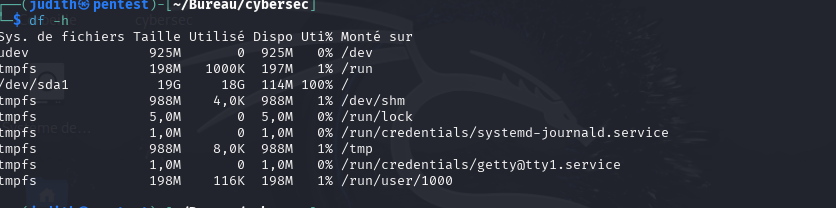 ┌──(judith㉿pentest)-[~/Bureau/cybersec]
└─$ df -h
Sys. de fichiers Taille Utilisé Dispo Uti% Monté sur
udev 925M 0 925M 0% /dev
tmpfs 198M 1000K 197M 1% /run
/dev/sda1 19G 18G 114M 100% /
tmpfs 988M 4,0K 988M 1% /dev/shm
tmpfs 5,0M 0 5,0M 0% /run/lock
tmpfs 1,0M 0 1,0M 0% /run/credentials/systemd-journald.service
tmpfs 988M 8,0K 988M 1% /tmp
tmpfs 1,0M 0 1,0M 0% /run/credentials/getty@tty1.service
tmpfs 198M 116K 198M 1% /run/user/1000